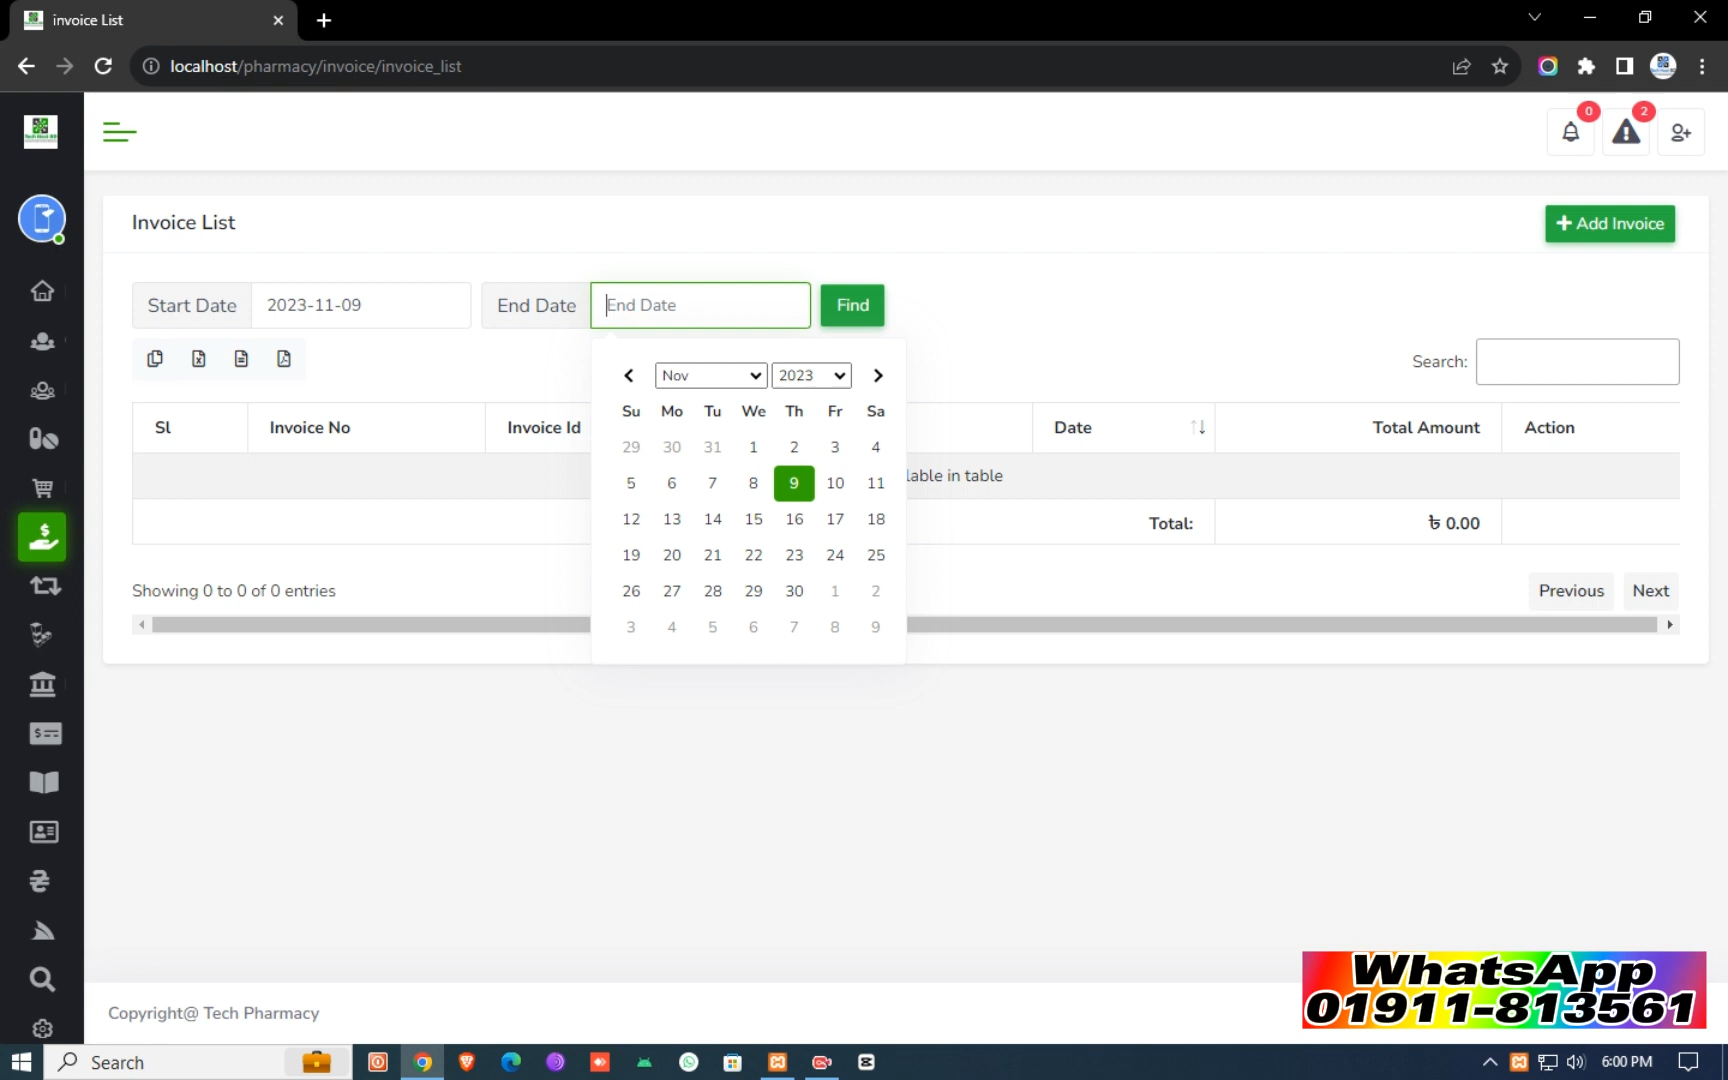 invoice List
localhost/pharmacy/invoice/invoice_list
0
2
Invoice List
Add Invoice
Start Date 2023-11-09 End Date End Date Find
Search:
Nov 2023
Su Mo Tu We Th Fr Sa
29 30 31 1 2 3 4
5 6 7 8 9 10 11
12 13 14 15 16 17 18
19 20 21 22 23 24 25
26 27 28 29 30 1 2
3 4 5 6 7 8 9
Sl Invoice No Invoice Id Date Total Amount Action
lable in table
Total: ৳ 0.00
Showing 0 to 0 of 0 entries
Previous Next
Copyright@ Tech Pharmacy
WhatsApp
01911-813561
Search
6:00 PM